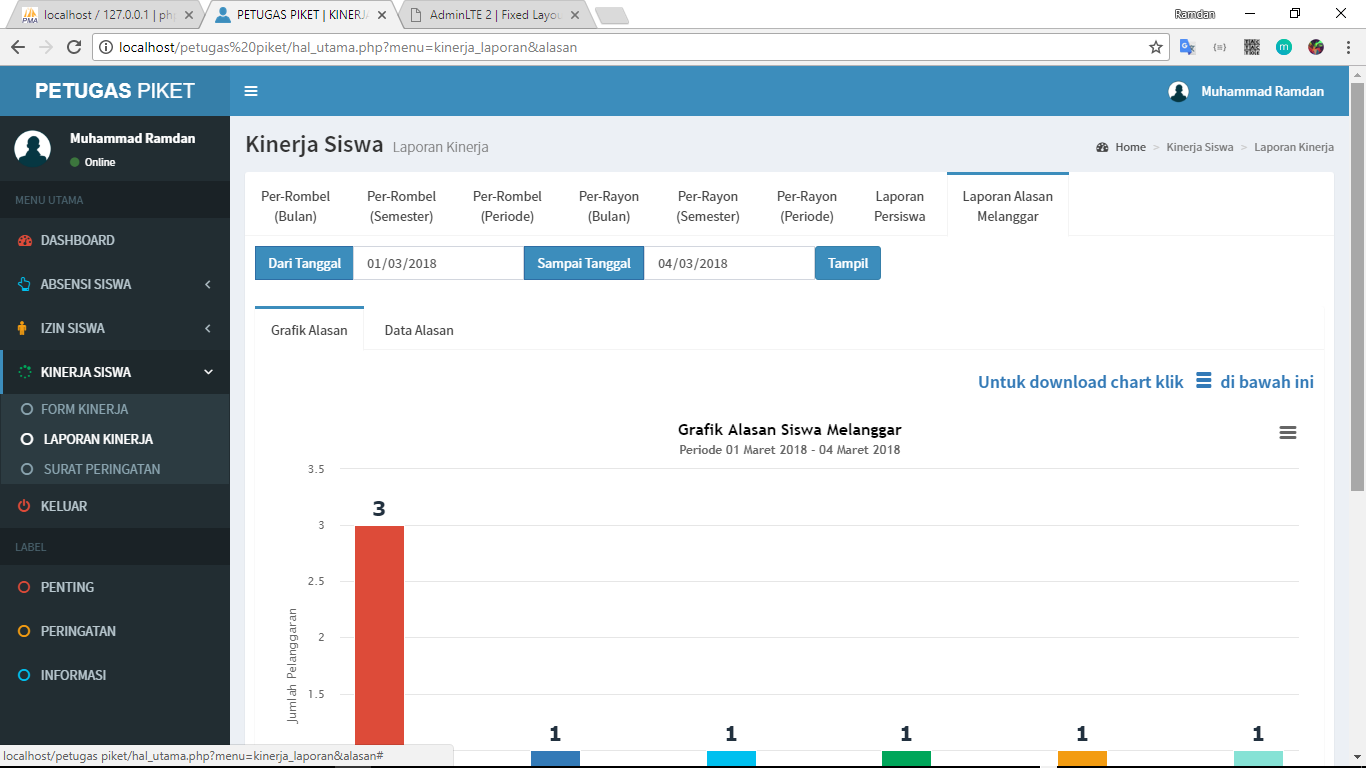 localhost / 127.0.0.1 | php
PETUGAS PIKET | KINERJA
AdminLTE 2 | Fixed Layou
Ramdan
localhost/petugas%20piket/hal_utama.php?menu=kinerja_laporan&alasan
PETUGAS PIKET
Muhammad Ramdan
Muhammad Ramdan
Online
Kinerja Siswa Laporan Kinerja
Home > Kinerja Siswa > Laporan Kinerja
MENU UTAMA
DASHBOARD
ABSENSI SISWA
IZIN SISWA
KINERJA SISWA
FORM KINERJA
LAPORAN KINERJA
SURAT PERINGATAN
KELUAR
LABEL
PENTING
PERINGATAN
INFORMASI
Per-Rombel
(Bulan)
Per-Rombel
(Semester)
Per-Rombel
(Periode)
Per-Rayon
(Bulan)
Per-Rayon
(Semester)
Per-Rayon
(Periode)
Laporan
Persiswa
Laporan Alasan
Melanggar
Dari Tanggal 01/03/2018 Sampai Tanggal 04/03/2018 Tampil
Grafik Alasan Data Alasan
Untuk download chart klik di bawah ini
Grafik Alasan Siswa Melanggar
Periode 01 Maret 2018 - 04 Maret 2018
Jumlah Pelanggaran
3.5
3
2.5
2
1.5
3
1 1 1 1 1
localhost/petugas piket/hal_utama.php?menu=kinerja_laporan&alasan#